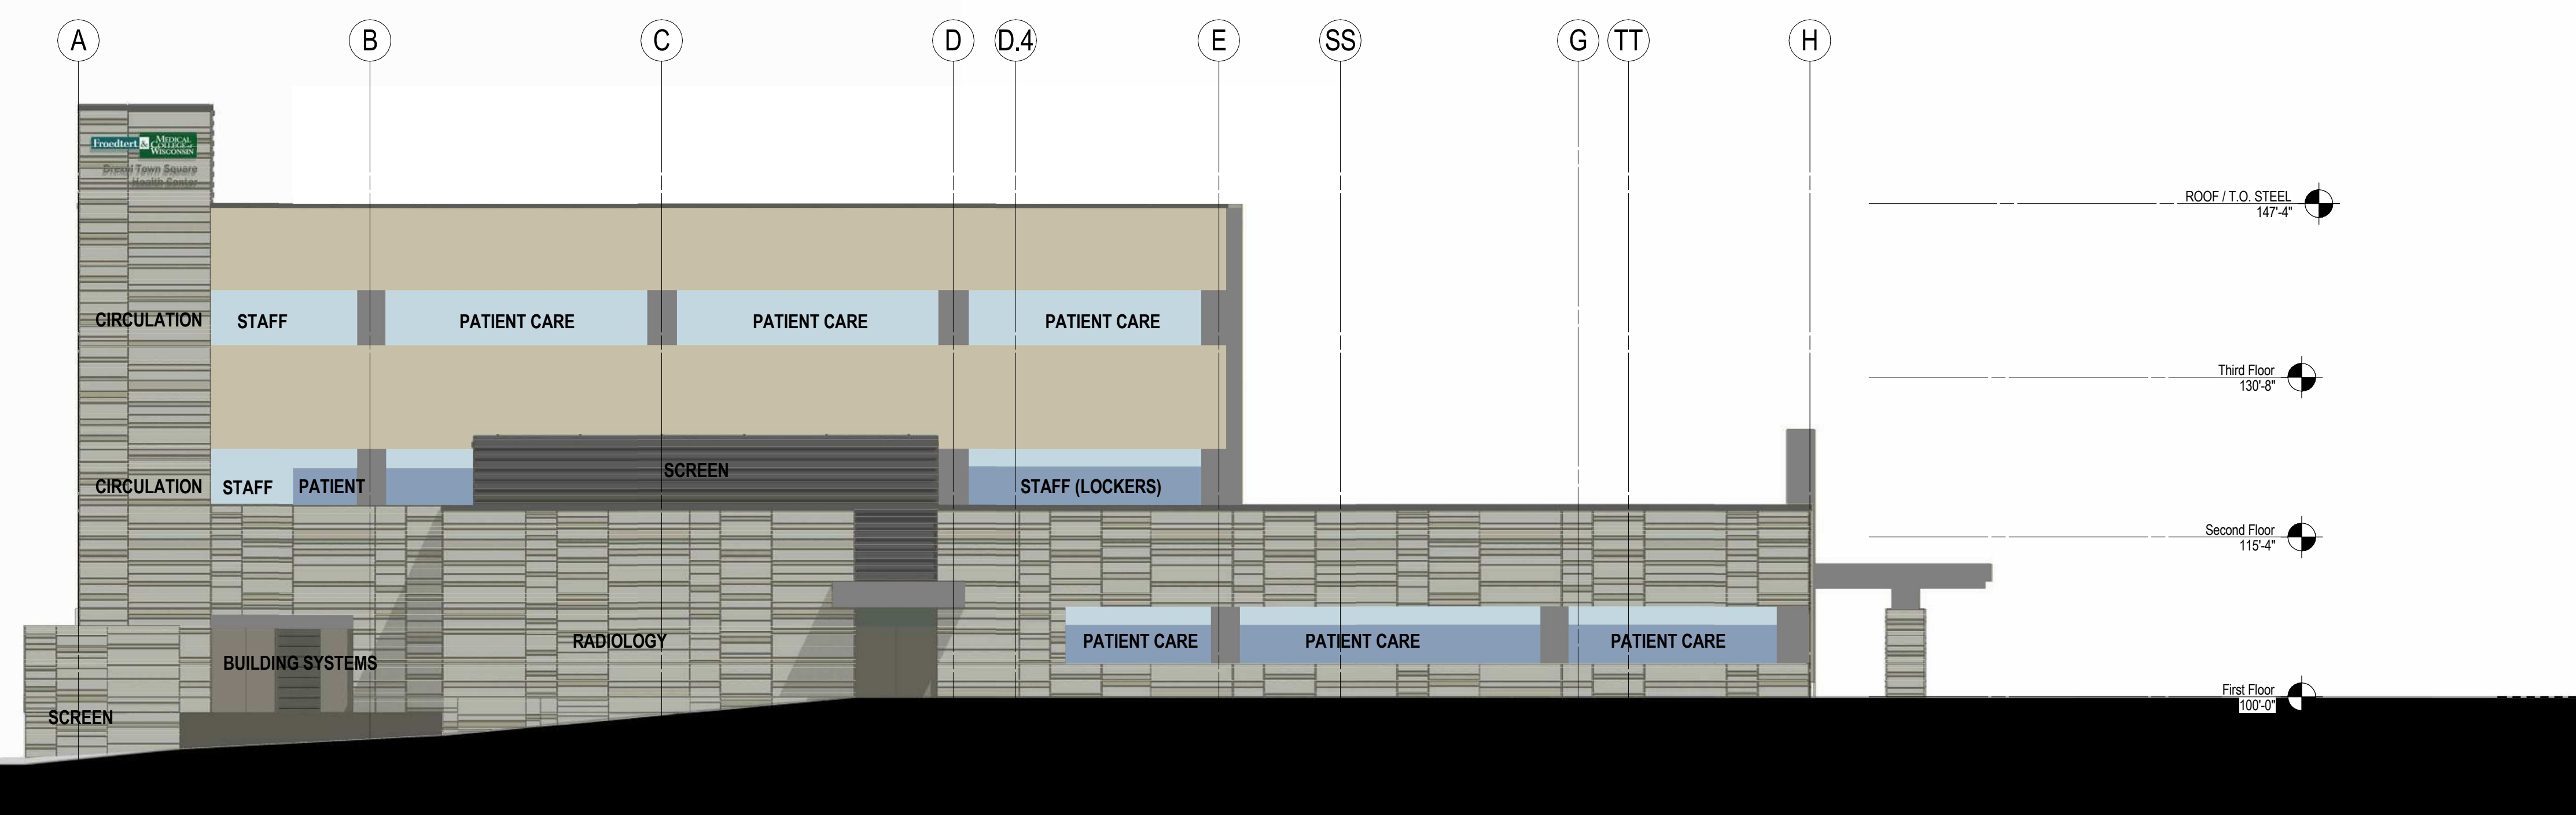 A
B
C
D
D.4
E
SS
G
TT
H
Froedtert & MEDICAL
COLLEGE of
WISCONSIN
Drexel Town Square
Health Center
ROOF / T.O. STEEL
147'-4"
CIRCULATION
STAFF
PATIENT CARE
PATIENT CARE
PATIENT CARE
Third Floor
130'-8"
SCREEN
CIRCULATION
STAFF
PATIENT
STAFF (LOCKERS)
Second Floor
115'-4"
BUILDING SYSTEMS
RADIOLOGY
PATIENT CARE
PATIENT CARE
PATIENT CARE
SCREEN
First Floor
100'-0"